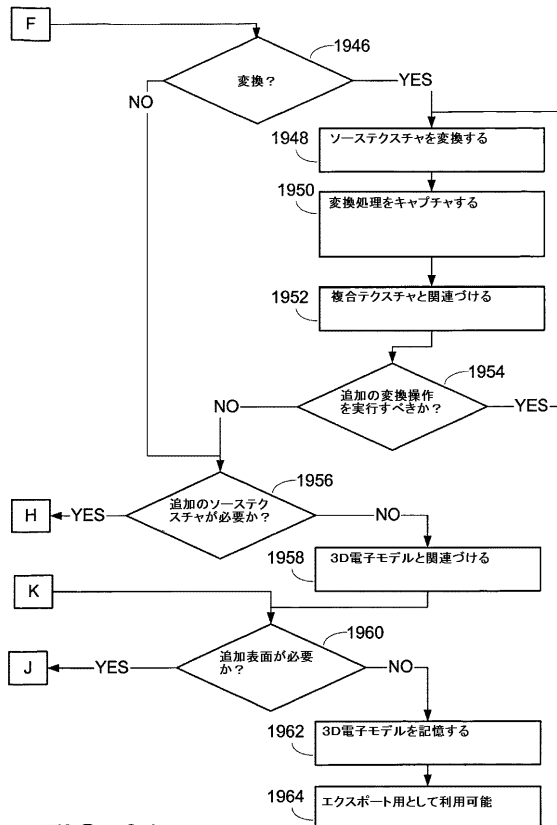 F
1946
変換？
NO
YES
1948
ソーステクスチャを変換する
1950
変換処理をキャプチャする
1952
複合テクスチャと関連づける
1954
追加の変換操作
を実行すべきか？
NO
YES
1956
追加のソーステク
スチャが必要か？
H
YES
NO
1958
3D電子モデルと関連づける
K
1960
追加表面が必要
か？
J
YES
NO
1962
3D電子モデルを記憶する
1964
エクスポート用として利用可能